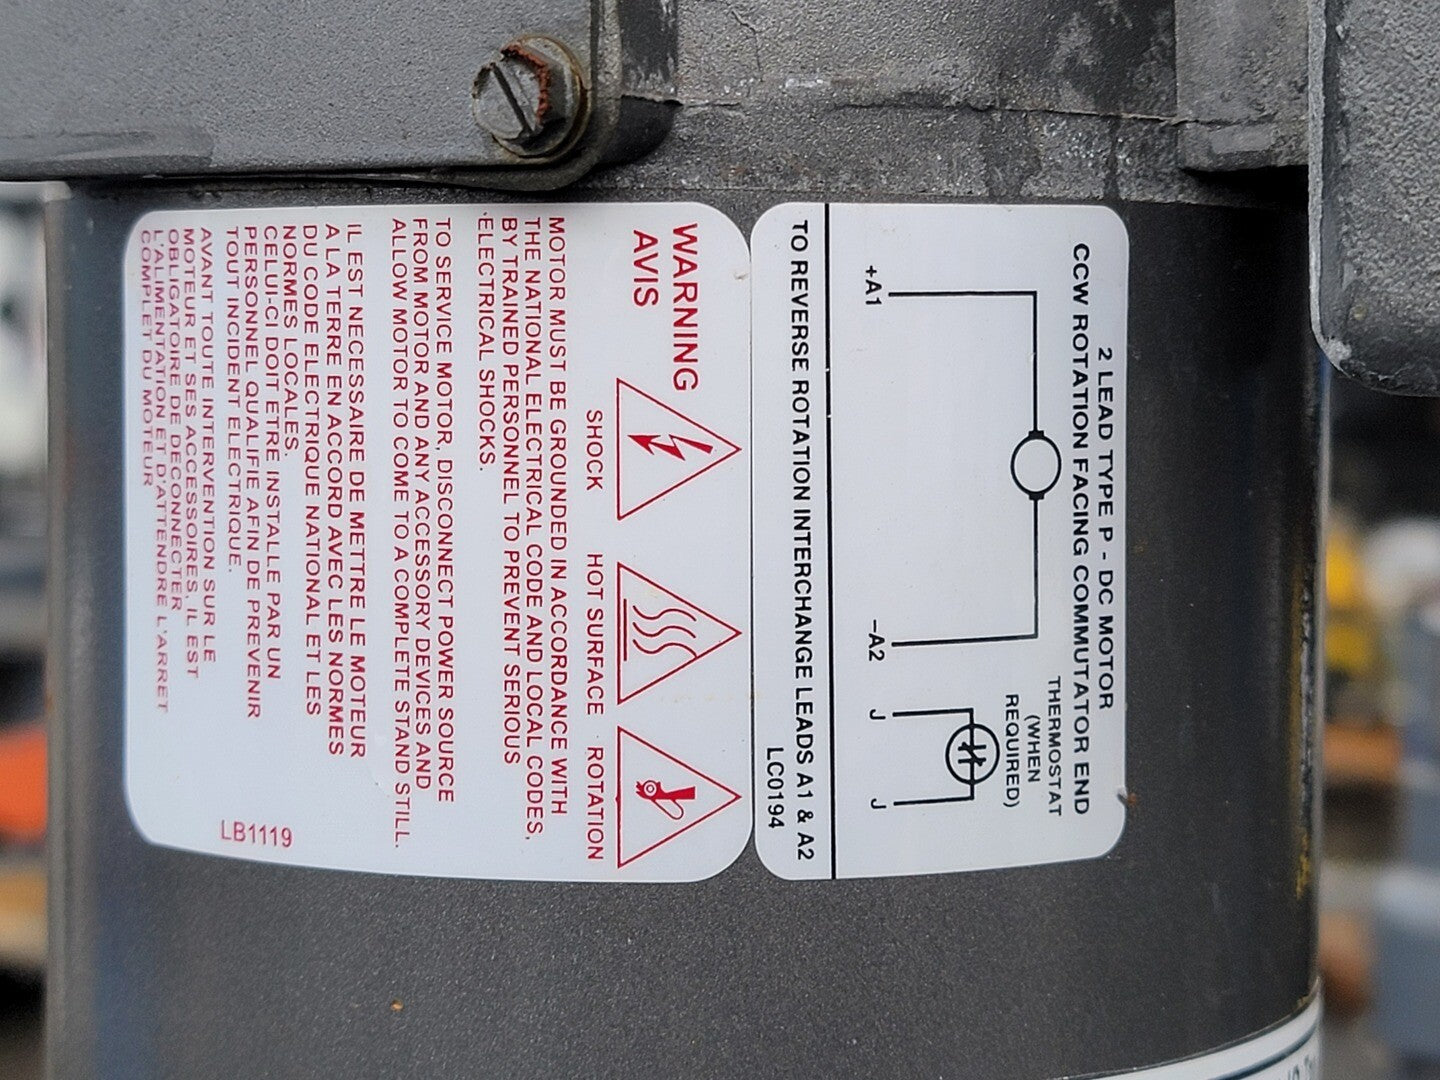 2 LEAD TYPE P - DC MOTOR
CCW ROTATION FACING COMMUTATOR END
THERMOSTAT
(WHEN
REQUIRED)
+A1
-A2
J
J
TO REVERSE ROTATION INTERCHANGE LEADS A1 & A2
LC0194
WARNING
AVIS
SHOCK
HOT SURFACE
ROTATION
MOTOR MUST BE GROUNDED IN ACCORDANCE WITH
THE NATIONAL ELECTRICAL CODE AND LOCAL CODES,
BY TRAINED PERSONNEL TO PREVENT SERIOUS
ELECTRICAL SHOCKS.
TO SERVICE MOTOR, DISCONNECT POWER SOURCE
FROM MOTOR AND ANY ACCESSORY DEVICES AND
ALLOW MOTOR TO COME TO A COMPLETE STAND STILL.
IL EST NECESSAIRE DE METTRE LE MOTEUR
A LA TERRE EN ACCORD AVEC LES NORMES
DU CODE ELECTRIQUE NATIONAL ET LES
NORMES LOCALES.
CELUI-CI DOIT ETRE INSTALLE PAR UN
PERSONNEL QUALIFIE AFIN DE PREVENIR
TOUT INCIDENT ELECTRIQUE.
AVANT TOUTE INTERVENTION SUR LE
MOTEUR ET SES ACCESSOIRES, IL EST
OBLIGATOIRE DE DECONNECTER
L'ALIMENTATION ET D'ATTENDRE L'ARRET
COMPLET DU MOTEUR
LB1119